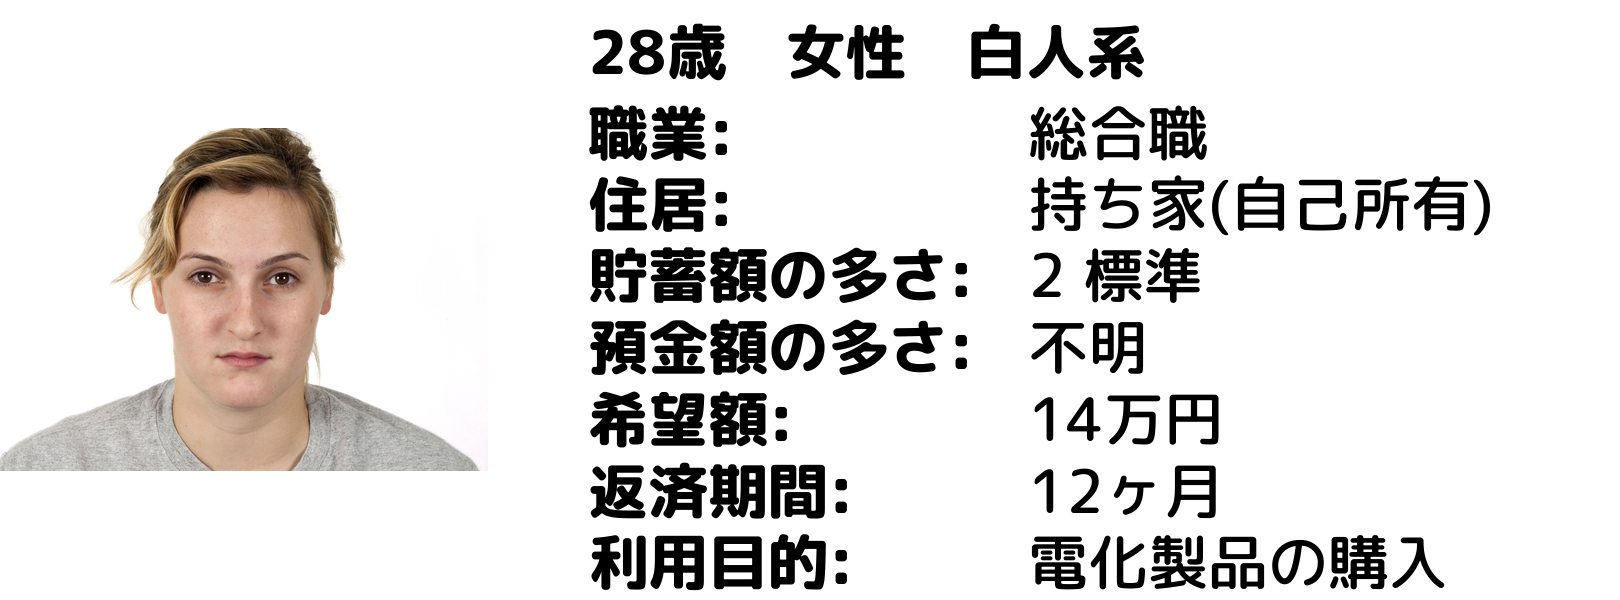 28歳　女性　白人系
職業: 総合職
住居: 持ち家(自己所有)
貯蓄額の多さ: 2 標準
預金額の多さ: 不明
希望額: 14万円
返済期間: 12ヶ月
利用目的: 電化製品の購入